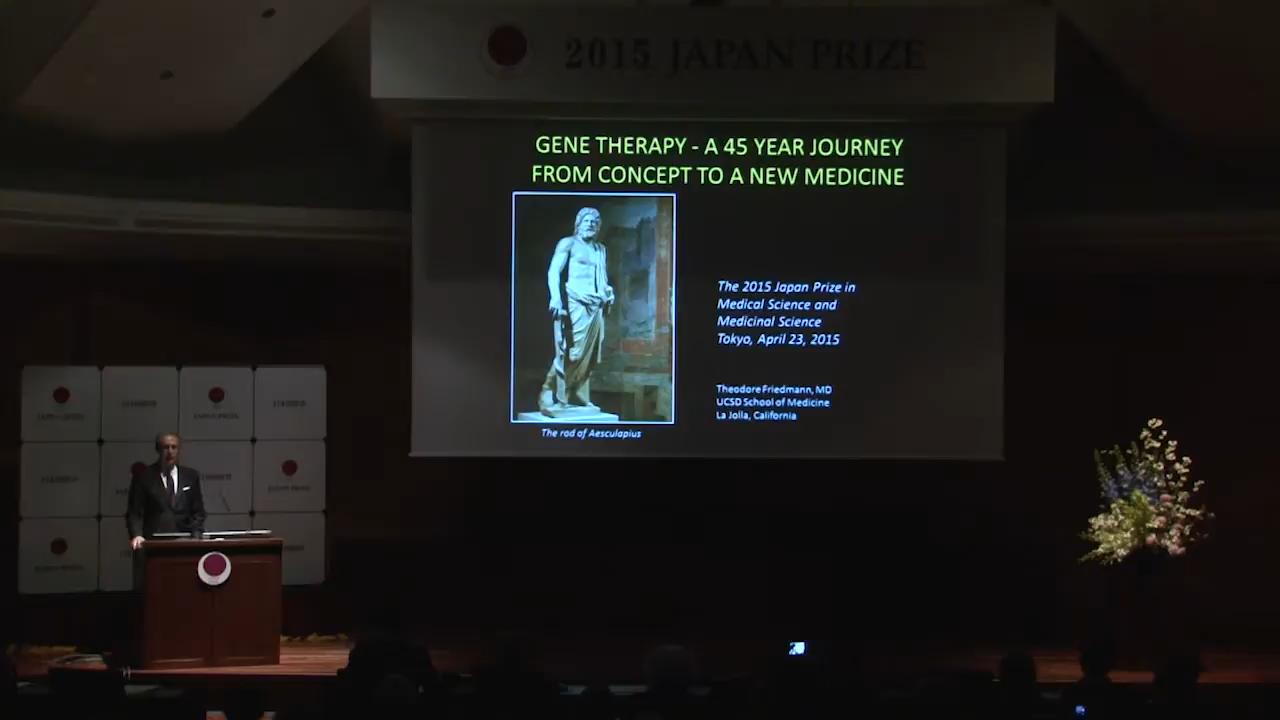 2015 JAPAN PRIZE
GENE THERAPY - A 45 YEAR JOURNEY
FROM CONCEPT TO A NEW MEDICINE
The 2015 Japan Prize in
Medical Science and
Medicinal Science
Tokyo, April 23, 2015
Theodore Friedmann, MD
UCSD School of Medicine
La Jolla, California
The rod of Aesculapius